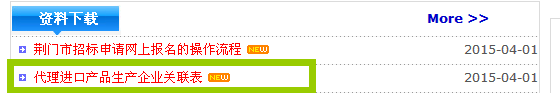 资料下载 More >>
荆门市招标申请网上报名的操作流程 NEW 2015-04-01
代理进口产品生产企业关联表 NEW 2015-04-01